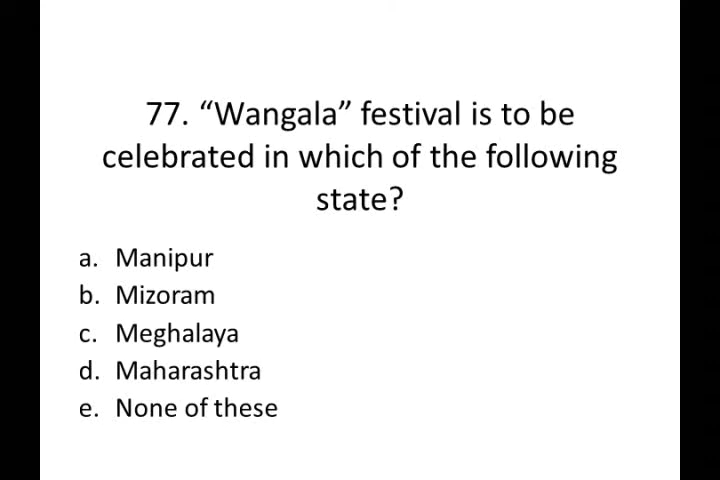 77. “Wangala” festival is to be
celebrated in which of the following
state?
a. Manipur
b. Mizoram
c. Meghalaya
d. Maharashtra
e. None of these